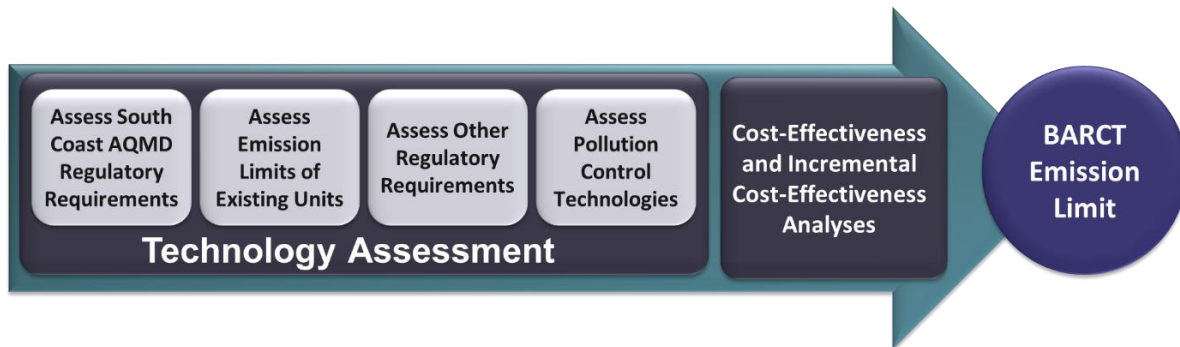 Assess South
Coast AQMD
Regulatory
Requirements
Assess
Emission
Limits of
Existing Units
Assess Other
Regulatory
Requirements
Assess
Pollution
Control
Technologies
Technology Assessment
Cost-Effectiveness
and Incremental
Cost-Effectiveness
Analyses
BARCT
Emission
Limit